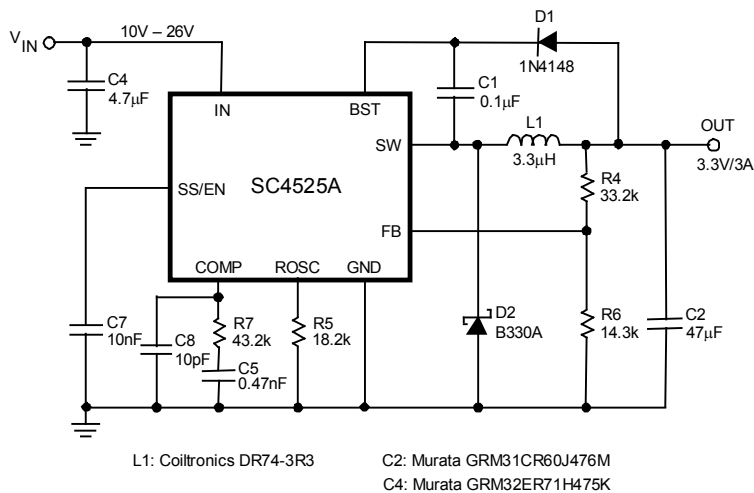 V IN
10V – 26V
D1
1N4148
C4
4.7µF
C1
0.1µF
IN
BST
L1
3.3µH
OUT
3.3V/3A
SW
SS/EN
SC4525A
R4
33.2k
FB
COMP
ROSC
GND
C7
10nF
C8
10pF
R7
43.2k
C5
0.47nF
R5
18.2k
D2
B330A
R6
14.3k
C2
47µF
L1: Coiltronics DR74-3R3
C2: Murata GRM31CR60J476M
C4: Murata GRM32ER71H475K